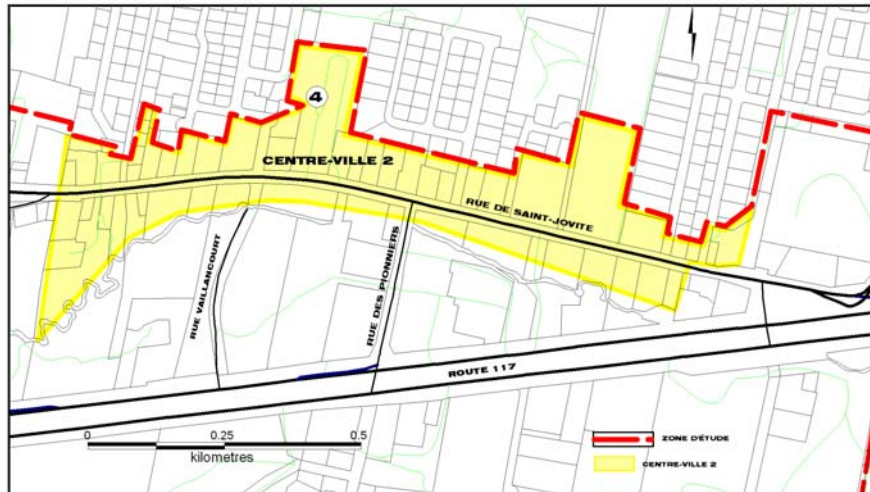 4
CENTRE-VILLE 2
RUE DE SAINT-JOVITE
RUE VAILLANCOURT
RUE DES PIONNIERS
ROUTE 117
0 0.25 0.5
kilometres
ZONE D'ÉTUDE
CENTRE-VILLE 2